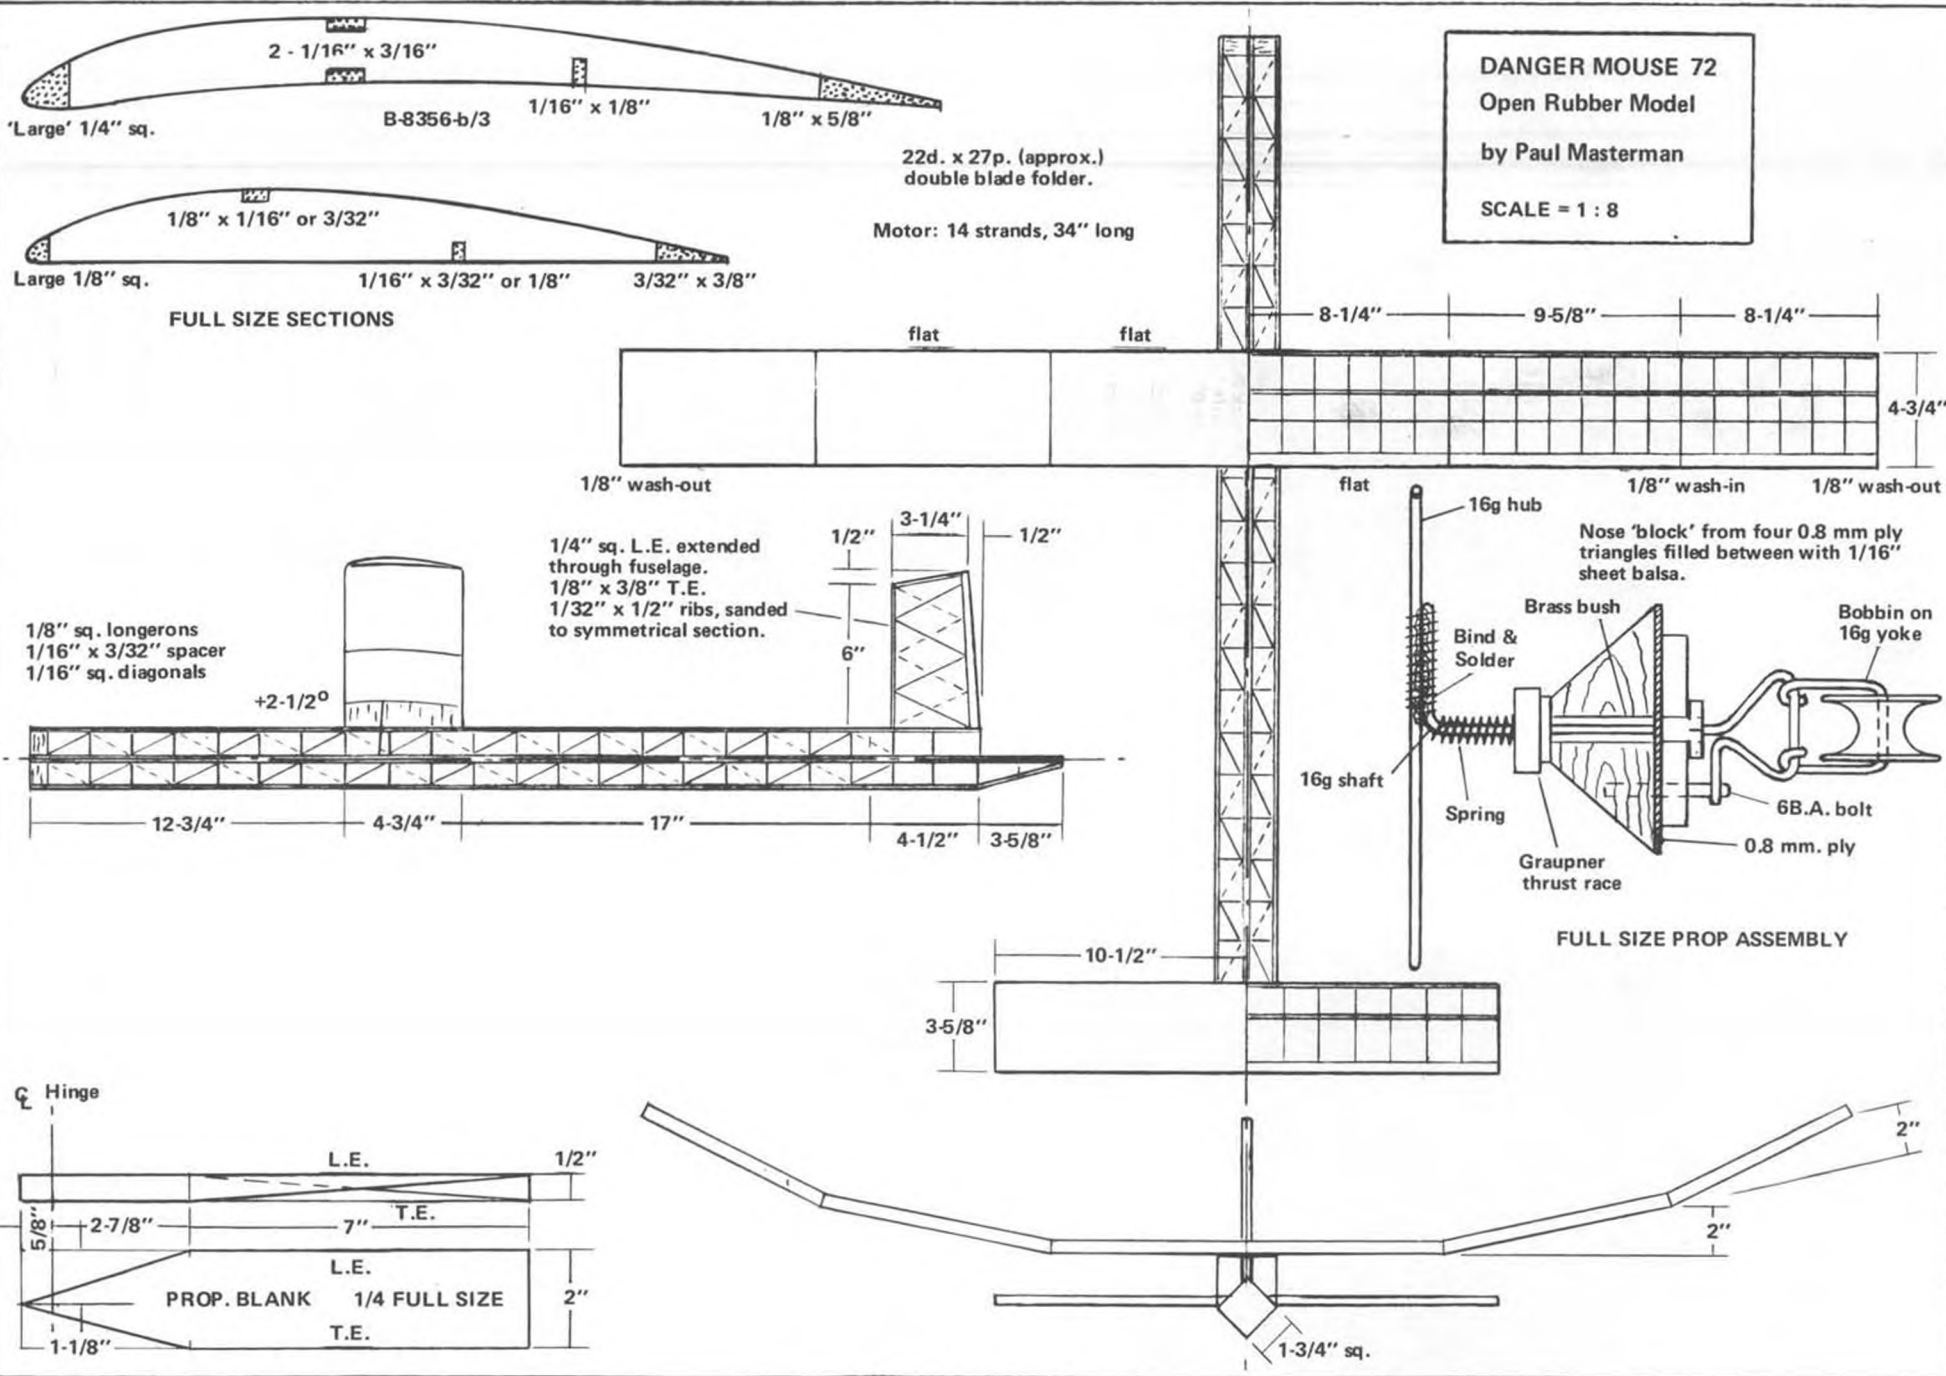 2 - 1/16" x 3/16"
'Large' 1/4" sq.
B-8356-b/3
1/16" x 1/8"
1/8" x 5/8"
1/8" x 1/16" or 3/32"
Large 1/8" sq.
1/16" x 3/32" or 1/8"
3/32" x 3/8"
FULL SIZE SECTIONS
22d. x 27p. (approx.)
double blade folder.
Motor: 14 strands, 34" long
DANGER MOUSE 72
Open Rubber Model
by Paul Masterman
SCALE = 1 : 8
flat
flat
8-1/4"
9-5/8"
8-1/4"
4-3/4"
1/8" wash-out
flat
1/8" wash-in
1/8" wash-out
1/4" sq. L.E. extended
through fuselage.
1/8" x 3/8" T.E.
1/32" x 1/2" ribs, sanded
to symmetrical section.
3-1/4"
1/2"
1/2"
6"
1/8" sq. longerons
1/16" x 3/32" spacer
1/16" sq. diagonals
+2-1/2°
12-3/4"
4-3/4"
17"
4-1/2"
3-5/8"
16g hub
Nose 'block' from four 0.8 mm ply
triangles filled between with 1/16"
sheet balsa.
Brass bush
Bobbin on
16g yoke
Bind &
Solder
16g shaft
Spring
6B.A. bolt
0.8 mm. ply
Graupner
thrust race
FULL SIZE PROP ASSEMBLY
10-1/2"
3-5/8"
℄ Hinge
L.E.
1/2"
T.E.
5/8"
2-7/8"
7"
L.E.
PROP. BLANK 1/4 FULL SIZE
2"
T.E.
1-1/8"
2"
2"
1-3/4" sq.